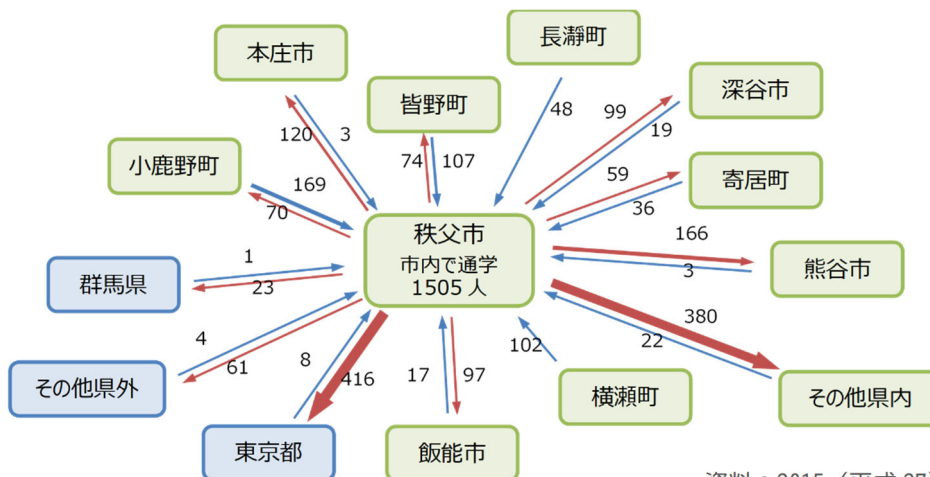 長瀞町
本庄市
深谷市
皆野町
48
99
19
120
3
小鹿野町
74
107
169
59
寄居町
70
36
秩父市
市内で通学
1505 人
166
熊谷市
1
3
群馬県
23
380
4
8
102
22
61
416
17
97
その他県外
横瀬町
その他県内
東京都
飯能市